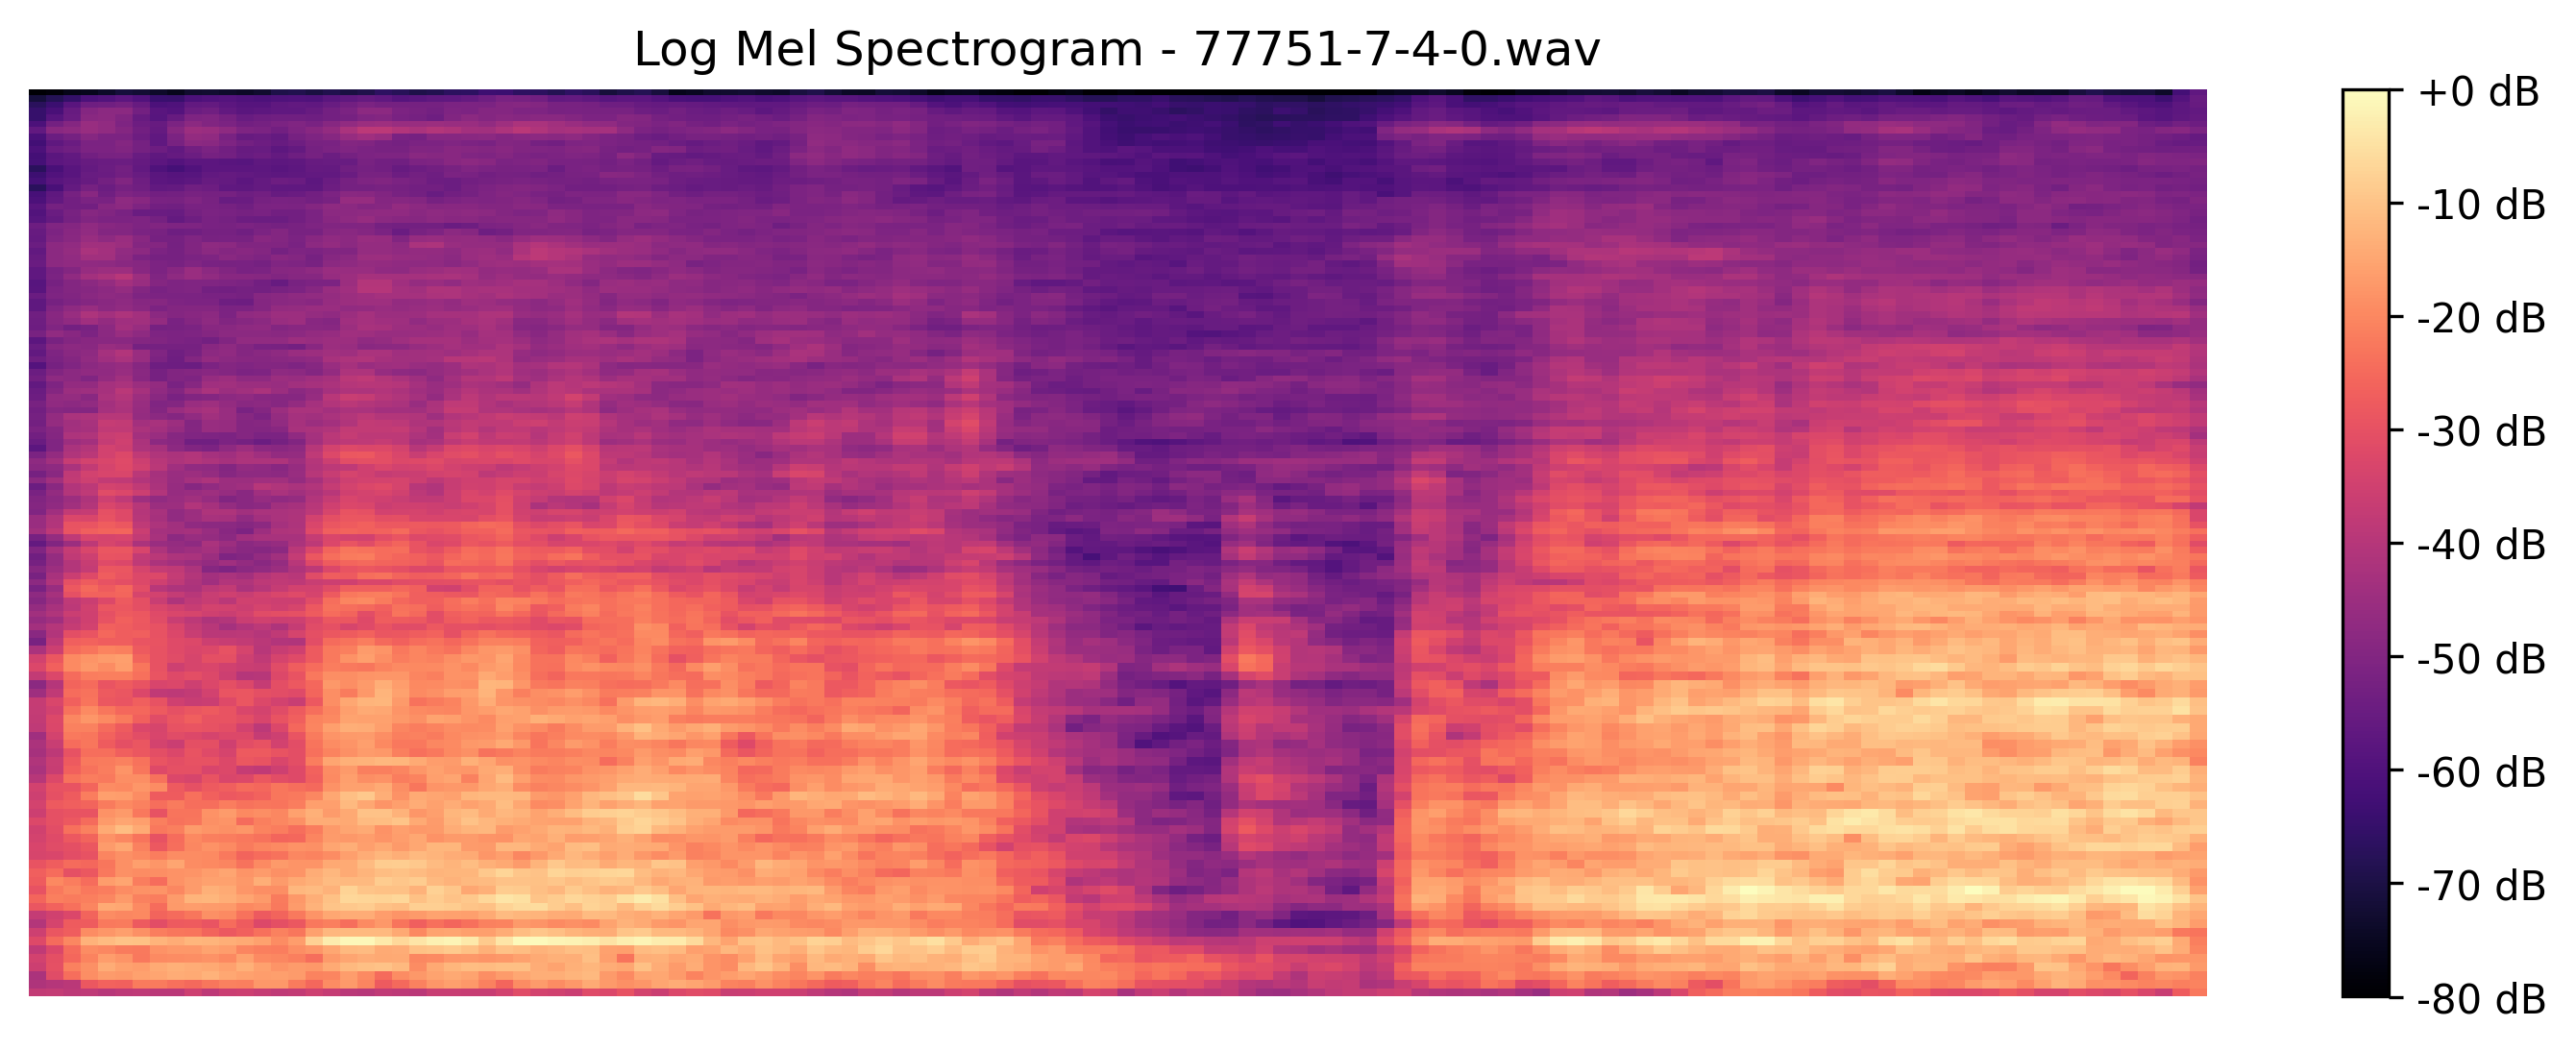 Log Mel Spectrogram - 77751-7-4-0.wav
+0 dB
-10 dB
-20 dB
-30 dB
-40 dB
-50 dB
-60 dB
-70 dB
-80 dB